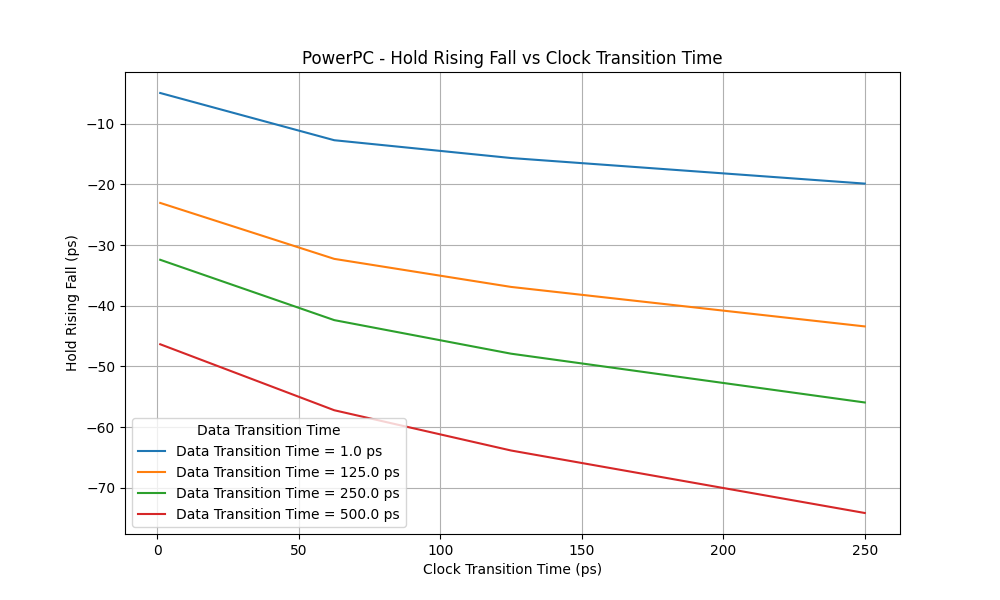 PowerPC - Hold Rising Fall vs Clock Transition Time
Hold Rising Fall (ps)
−10
−20
−30
−40
−50
−60
−70
Data Transition Time
Data Transition Time = 1.0 ps
Data Transition Time = 125.0 ps
Data Transition Time = 250.0 ps
Data Transition Time = 500.0 ps
0 50 100 150 200 250
Clock Transition Time (ps)